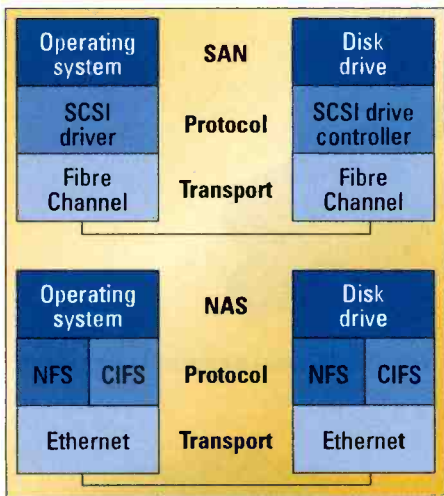 Operating
system
SAN
Disk
drive
SCSI
driver
Protocol
SCSI drive
controller
Fibre
Channel
Transport
Fibre
Channel
Operating
system
NAS
Disk
drive
NFS CIFS
Protocol
NFS CIFS
Ethernet
Transport
Ethernet